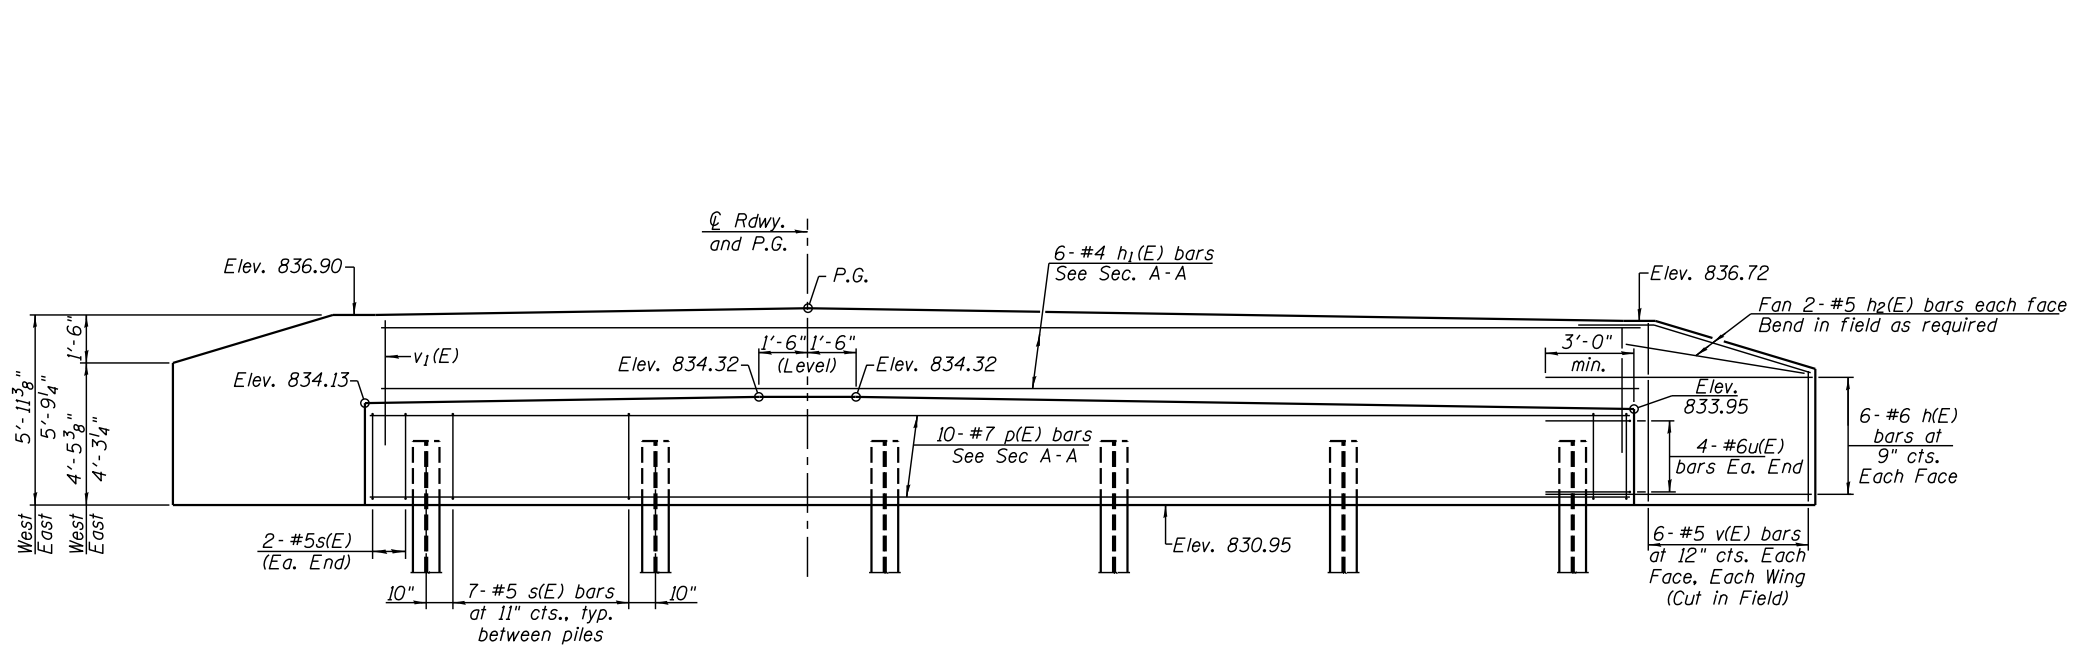 ℄ Rdwy.
and P.G.
P.G.
Elev. 836.90
6-#4 h1(E) bars
See Sec. A-A
Elev. 836.72
Fan 2-#5 h2(E) bars each face
Bend in field as required
1'-6"
5'-11 3/8"
5'-9 1/4"
4'-5 3/8"
4'-3 1/4"
West
East
West
East
v1(E)
Elev. 834.13
Elev. 834.32
1'-6"
1'-6"
(Level)
Elev. 834.32
3'-0"
min.
Elev.
833.95
10-#7 p(E) bars
See Sec A-A
4-#6u(E)
bars Ea. End
6-#6 h(E)
bars at
9" cts.
Each Face
2-#5s(E)
(Ea. End)
Elev. 830.95
6-#5 v(E) bars
at 12" cts. Each
Face, Each Wing
(Cut in Field)
10"
7-#5 s(E) bars
at 11" cts., typ.
between piles
10"